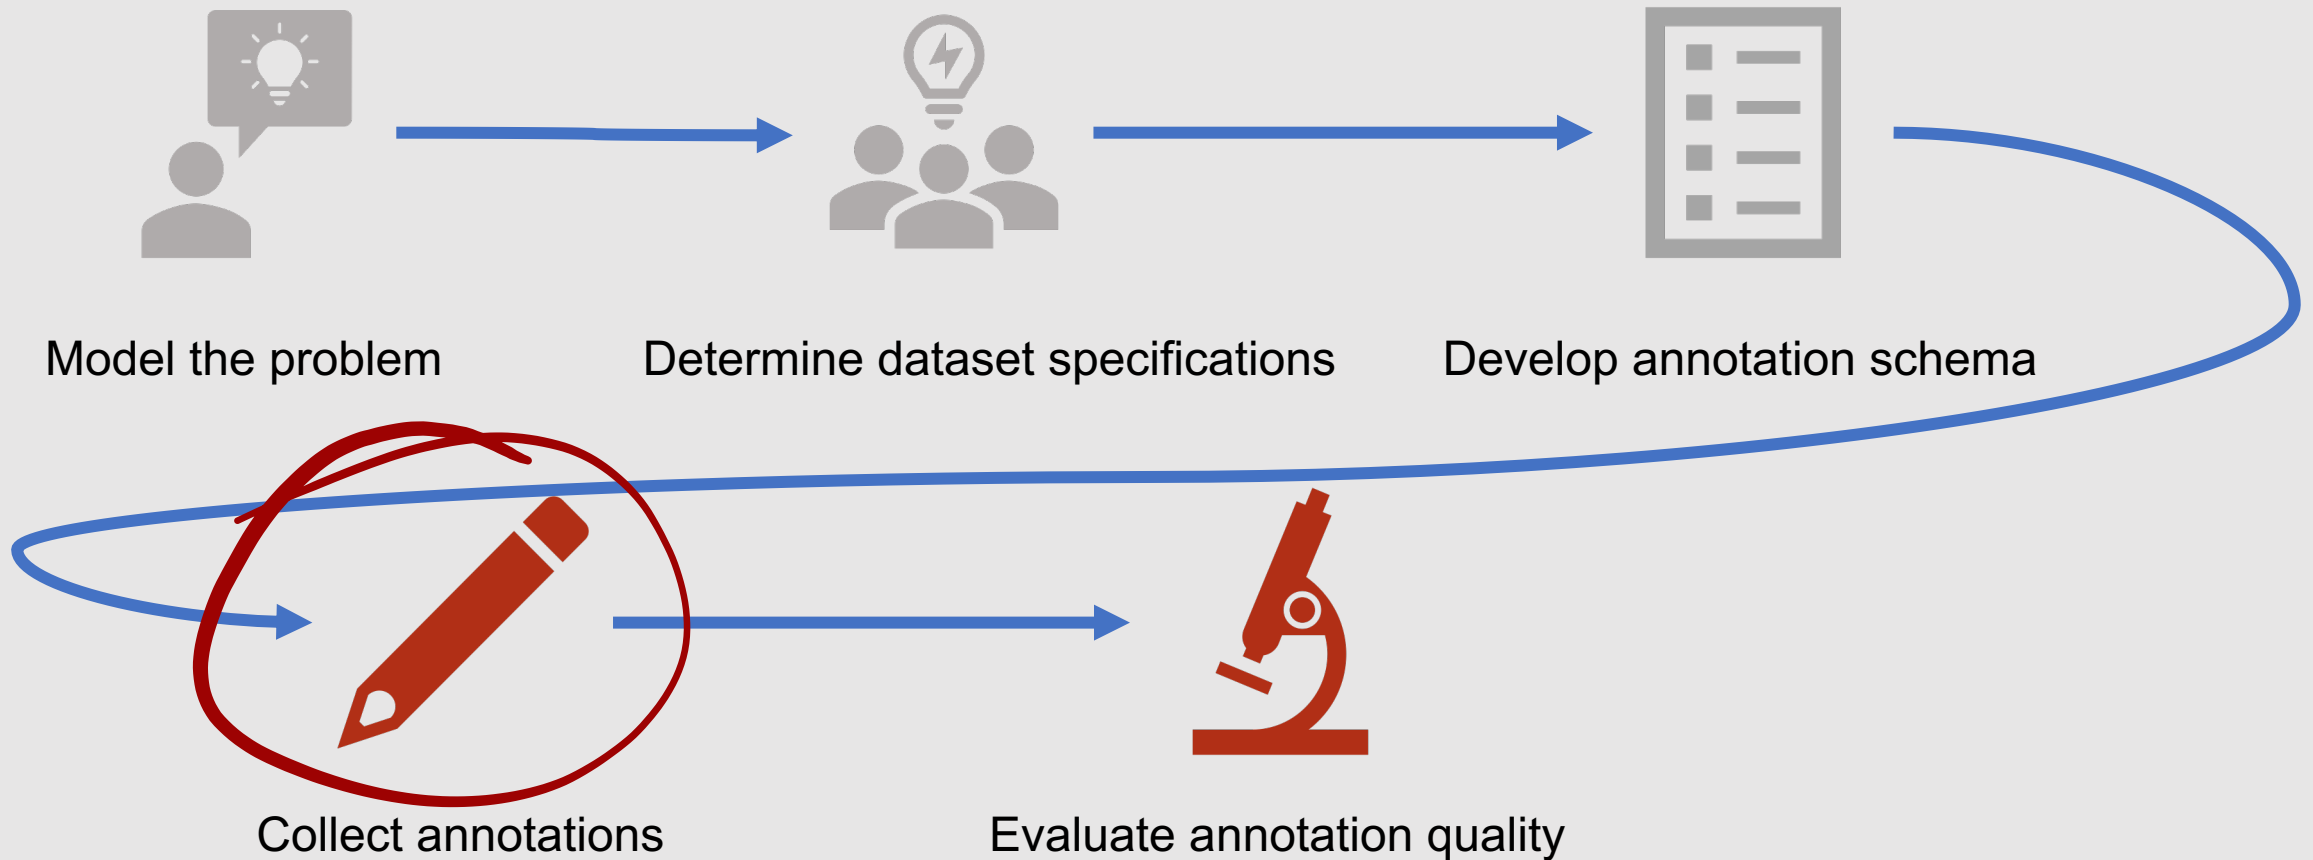 Model the problem
Determine dataset specifications
Develop annotation schema
Collect annotations
Evaluate annotation quality